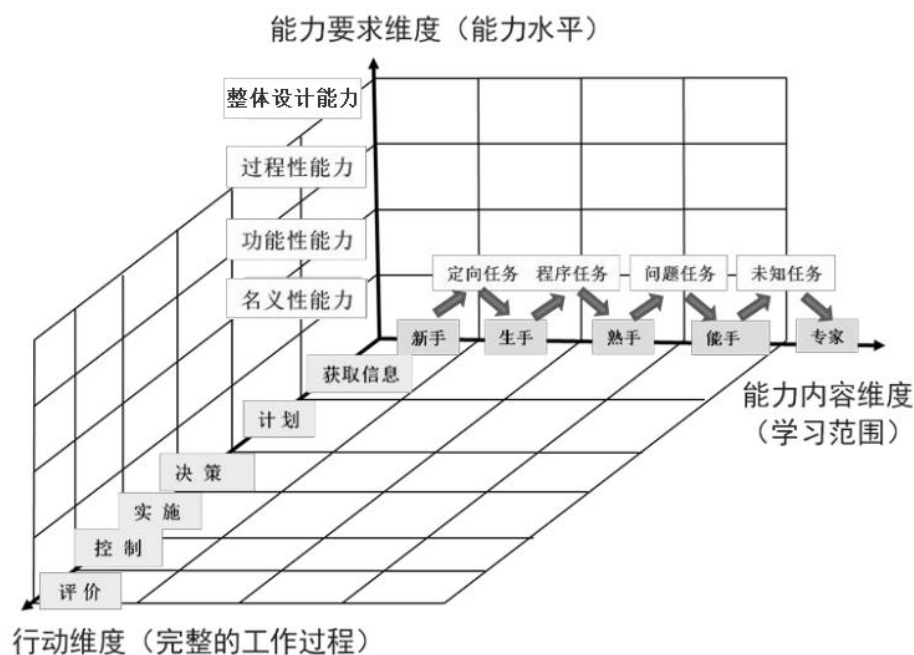 能力要求维度（能力水平）
整体设计能力
过程性能力
功能性能力
名义性能力
定向任务 程序任务 问题任务 未知任务
新手 生手 熟手 能手 专家
获取信息
计划
决策
实施
控制
评价
能力内容维度
（学习范围）
行动维度（完整的工作过程）